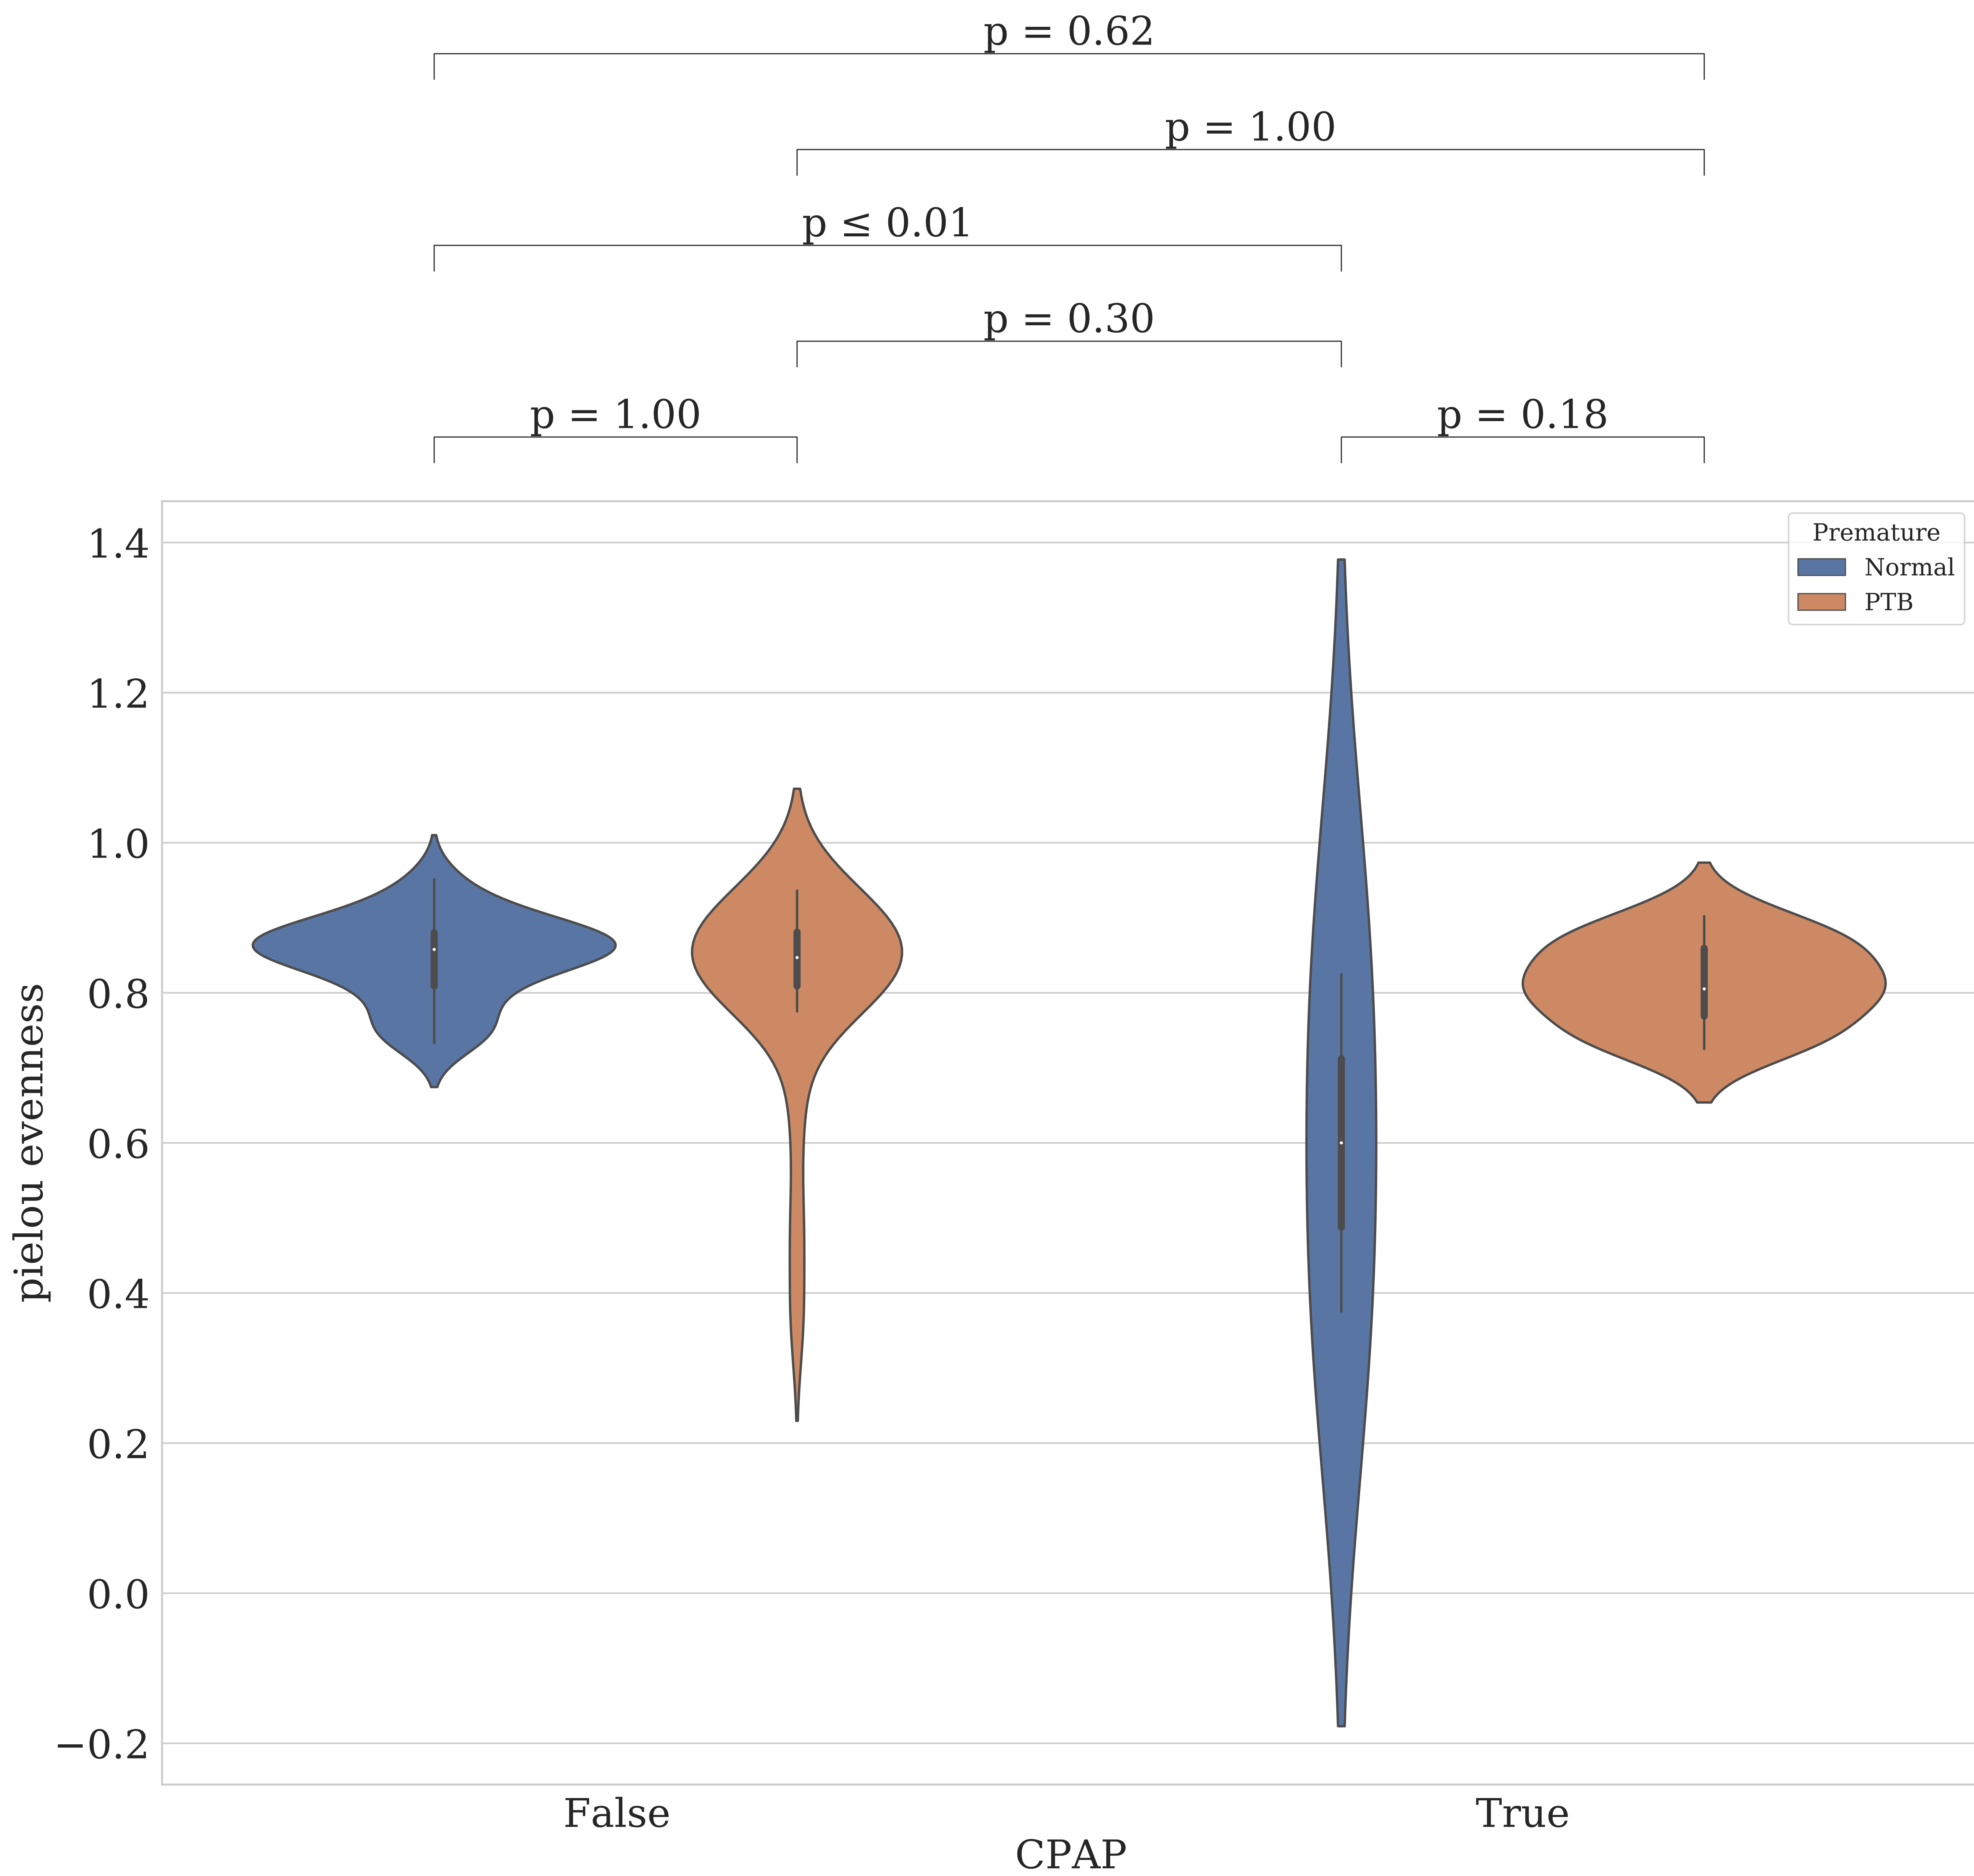 p = 0.62
p = 1.00
p ≤ 0.01
p = 0.30
p = 1.00
p = 0.18
Premature
Normal
PTB
1.4
1.2
1.0
0.8
0.6
0.4
0.2
0.0
−0.2
pielou evenness
False
True
CPAP